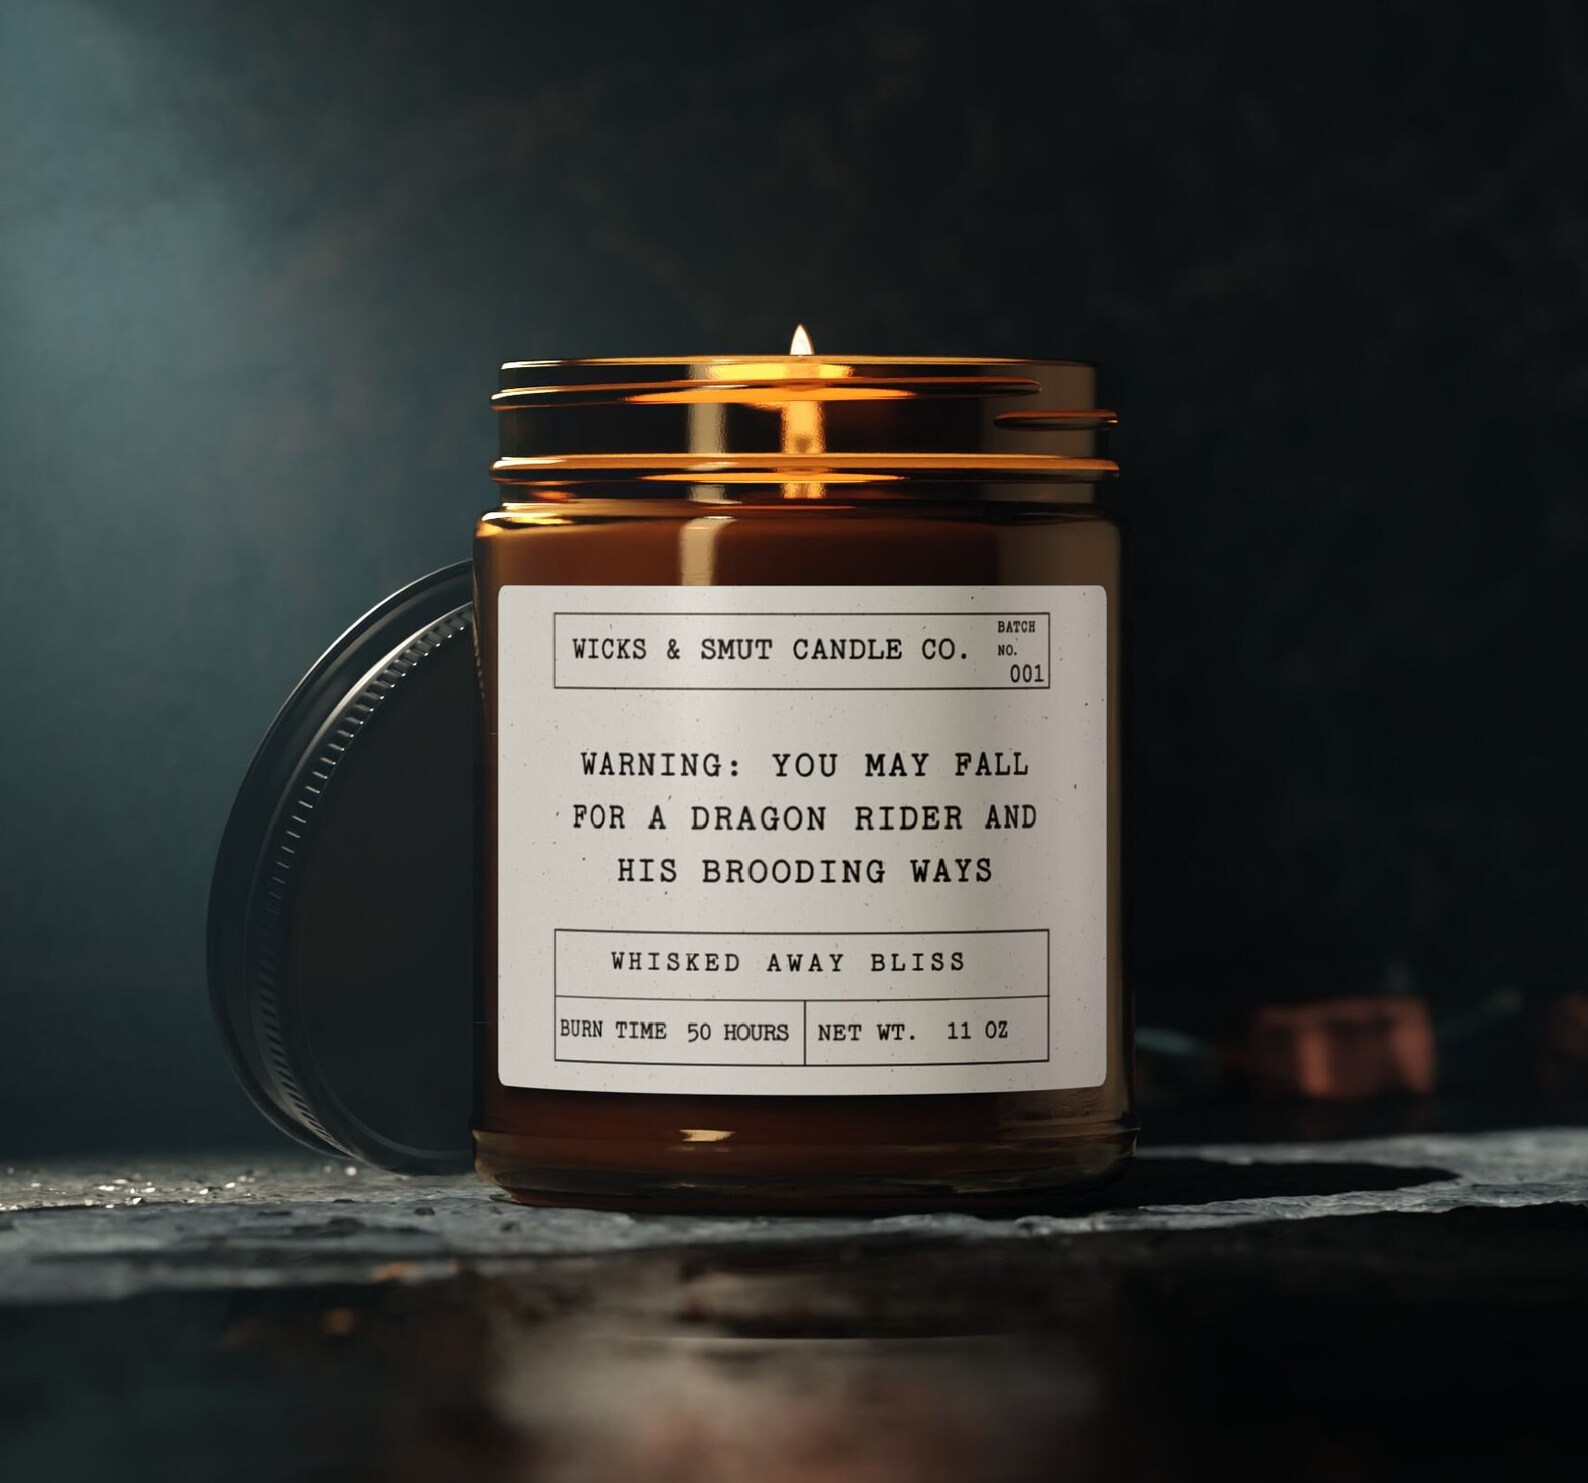 WICKS & SMUT CANDLE CO.
BATCH
NO.
001
WARNING: YOU MAY FALL
FOR A DRAGON RIDER AND
HIS BROODING WAYS
WHISKED AWAY BLISS
BURN TIME 50 HOURS
NET WT. 11 OZ